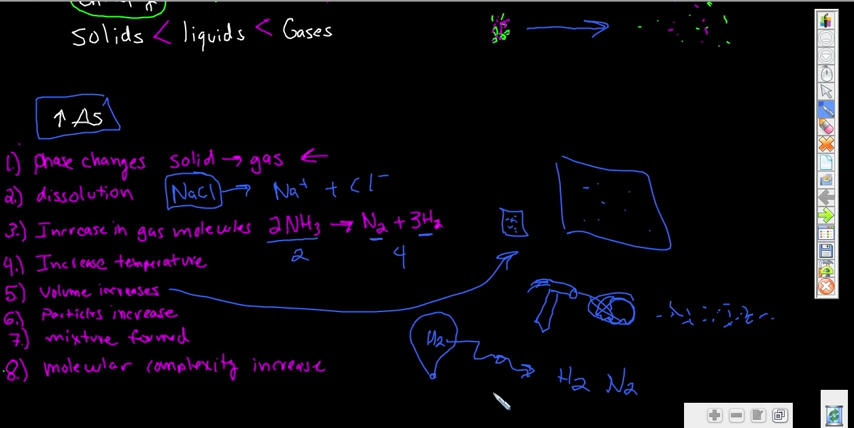 Solids < liquids < Gases
↑ Δs
1.) phase changes solid → gas ←
2.) dissolution NaCl → Na⁺ + Cl⁻
3.) Increase in gas molecules 2NH₃ → N₂ + 3H₂
2 4
4.) Increase temperature
5.) Volume increases
6.) Particles increase
7.) mixture formed
H₂
8.) molecular complexity increase
H₂ N₂